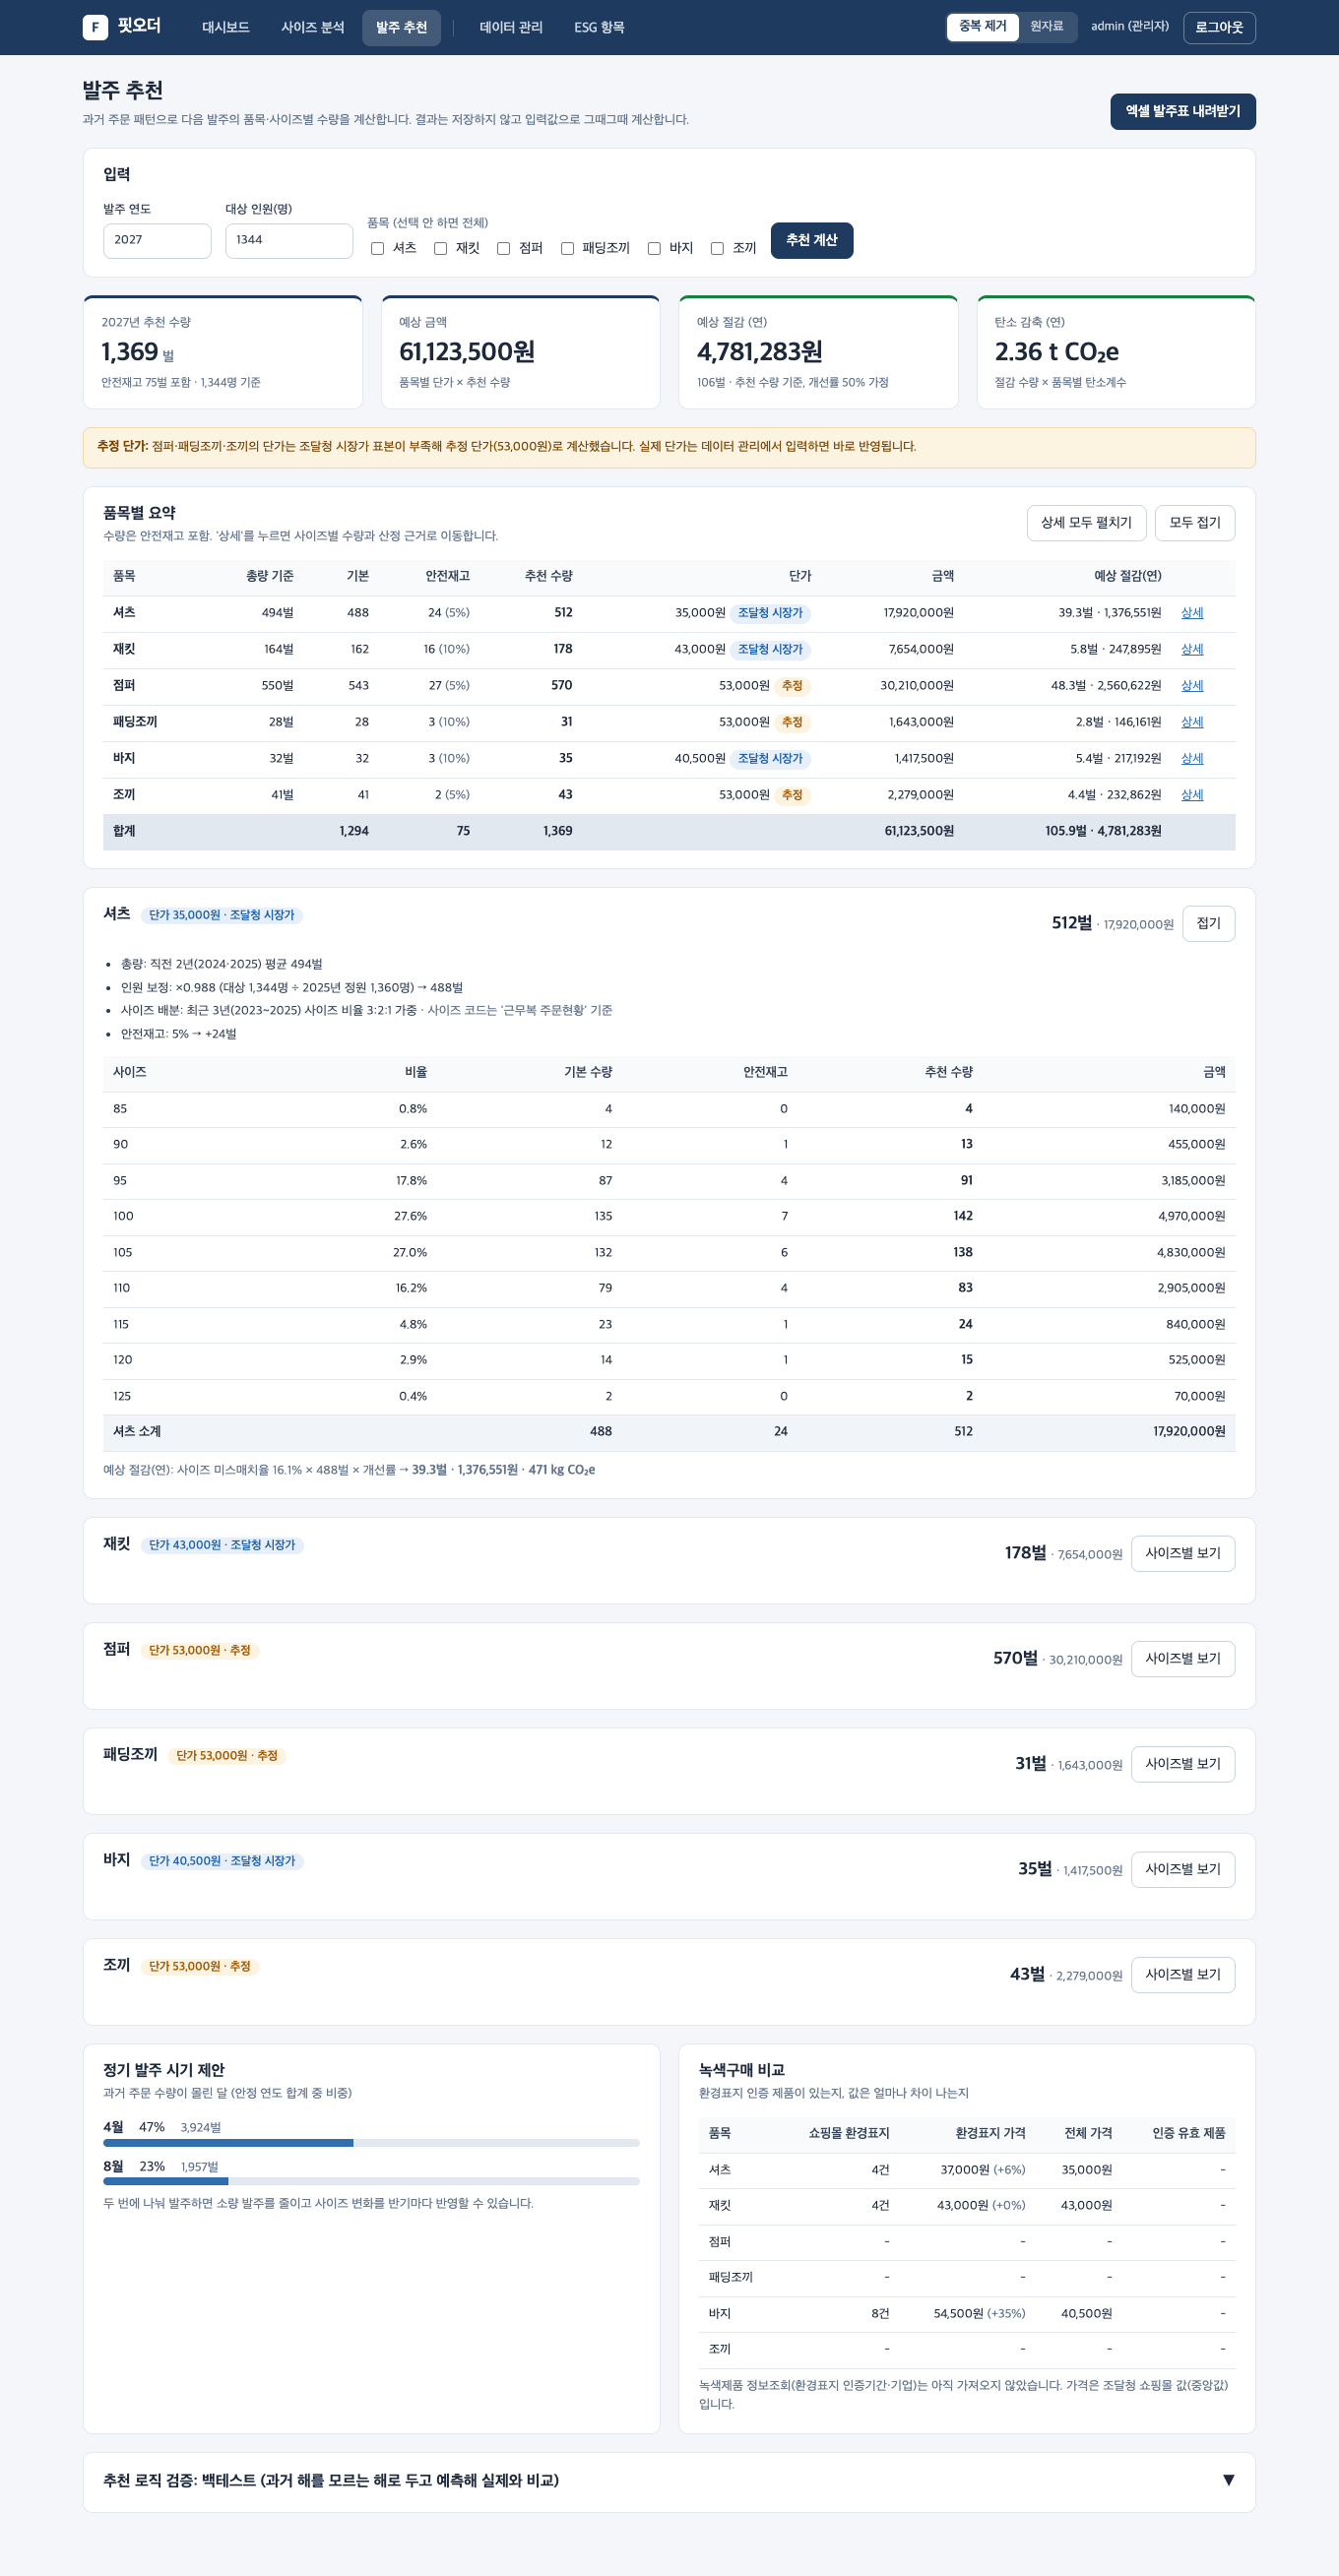 F 핏오더 대시보드 사이즈 분석 발주 추천 데이터 관리 ESG 항목 중복 제거 원자료 admin (관리자) 로그아웃
발주 추천
과거 주문 패턴으로 다음 발주의 품목·사이즈별 수량을 계산합니다. 결과는 저장하지 않고 입력값으로 그때그때 계산합니다.
엑셀 발주표 내려받기
입력
발주 연도 대상 인원(명) 품목 (선택 안 하면 전체)
2027 1344 셔츠 재킷 점퍼 패딩조끼 바지 조끼 추천 계산
2027년 추천 수량
1,369 벌
안전재고 75벌 포함 · 1,344명 기준
예상 금액
61,123,500원
품목별 단가 × 추천 수량
예상 절감 (연)
4,781,283원
106벌 · 추천 수량 기준, 개선률 50% 가정
탄소 감축 (연)
2.36 t CO₂e
절감 수량 × 품목별 탄소계수
추정 단가: 점퍼·패딩조끼·조끼의 단가는 조달청 시장가 표본이 부족해 추정 단가(53,000원)로 계산했습니다. 실제 단가는 데이터 관리에서 입력하면 바로 반영됩니다.
품목별 요약
수량은 안전재고 포함. '상세'를 누르면 사이즈별 수량과 산정 근거로 이동합니다.
상세 모두 펼치기 모두 접기
품목 총량 기준 기본 안전재고 추천 수량 단가 금액 예상 절감(연)
셔츠 494벌 488 24 (5%) 512 35,000원 조달청 시장가 17,920,000원 39.3벌 · 1,376,551원 상세
재킷 164벌 162 16 (10%) 178 43,000원 조달청 시장가 7,654,000원 5.8벌 · 247,895원 상세
점퍼 550벌 543 27 (5%) 570 53,000원 추정 30,210,000원 48.3벌 · 2,560,622원 상세
패딩조끼 28벌 28 3 (10%) 31 53,000원 추정 1,643,000원 2.8벌 · 146,161원 상세
바지 32벌 32 3 (10%) 35 40,500원 조달청 시장가 1,417,500원 5.4벌 · 217,192원 상세
조끼 41벌 41 2 (5%) 43 53,000원 추정 2,279,000원 4.4벌 · 232,862원 상세
합계 1,294 75 1,369 61,123,500원 105.9벌 · 4,781,283원
셔츠 단가 35,000원 · 조달청 시장가 512벌 · 17,920,000원 접기
• 총량: 직전 2년(2024·2025) 평균 494벌
• 인원 보정: ×0.988 (대상 1,344명 ÷ 2025년 정원 1,360명) → 488벌
• 사이즈 배분: 최근 3년(2023~2025) 사이즈 비율 3:2:1 가중 · 사이즈 코드는 '근무복 주문현황' 기준
• 안전재고: 5% → +24벌
사이즈 비율 기본 수량 안전재고 추천 수량 금액
85 0.8% 4 0 4 140,000원
90 2.6% 12 1 13 455,000원
95 17.8% 87 4 91 3,185,000원
100 27.6% 135 7 142 4,970,000원
105 27.0% 132 6 138 4,830,000원
110 16.2% 79 4 83 2,905,000원
115 4.8% 23 1 24 840,000원
120 2.9% 14 1 15 525,000원
125 0.4% 2 0 2 70,000원
셔츠 소계 488 24 512 17,920,000원
예상 절감(연): 사이즈 미스매치율 16.1% × 488벌 × 개선률 → 39.3벌 · 1,376,551원 · 471 kg CO₂e
재킷 단가 43,000원 · 조달청 시장가 178벌 · 7,654,000원 사이즈별 보기
점퍼 단가 53,000원 · 추정 570벌 · 30,210,000원 사이즈별 보기
패딩조끼 단가 53,000원 · 추정 31벌 · 1,643,000원 사이즈별 보기
바지 단가 40,500원 · 조달청 시장가 35벌 · 1,417,500원 사이즈별 보기
조끼 단가 53,000원 · 추정 43벌 · 2,279,000원 사이즈별 보기
정기 발주 시기 제안
과거 주문 수량이 몰린 달 (안정 연도 합계 중 비중)
4월 47% 3,924벌
8월 23% 1,957벌
두 번에 나눠 발주하면 소량 발주를 줄이고 사이즈 변화를 반기마다 반영할 수 있습니다.
녹색구매 비교
환경표지 인증 제품이 있는지, 값은 얼마나 차이 나는지
품목 쇼핑몰 환경표지 환경표지 가격 전체 가격 인증 유효 제품
셔츠 4건 37,000원 (+6%) 35,000원 -
재킷 4건 43,000원 (+0%) 43,000원 -
점퍼 - - - -
패딩조끼 - - - -
바지 8건 54,500원 (+35%) 40,500원 -
조끼 - - - -
녹색제품 정보조회(환경표지 인증기간·기업)는 아직 가져오지 않았습니다. 가격은 조달청 쇼핑몰 값(중앙값)
입니다.
추천 로직 검증: 백테스트 (과거 해를 모르는 해로 두고 예측해 실제와 비교) ▼